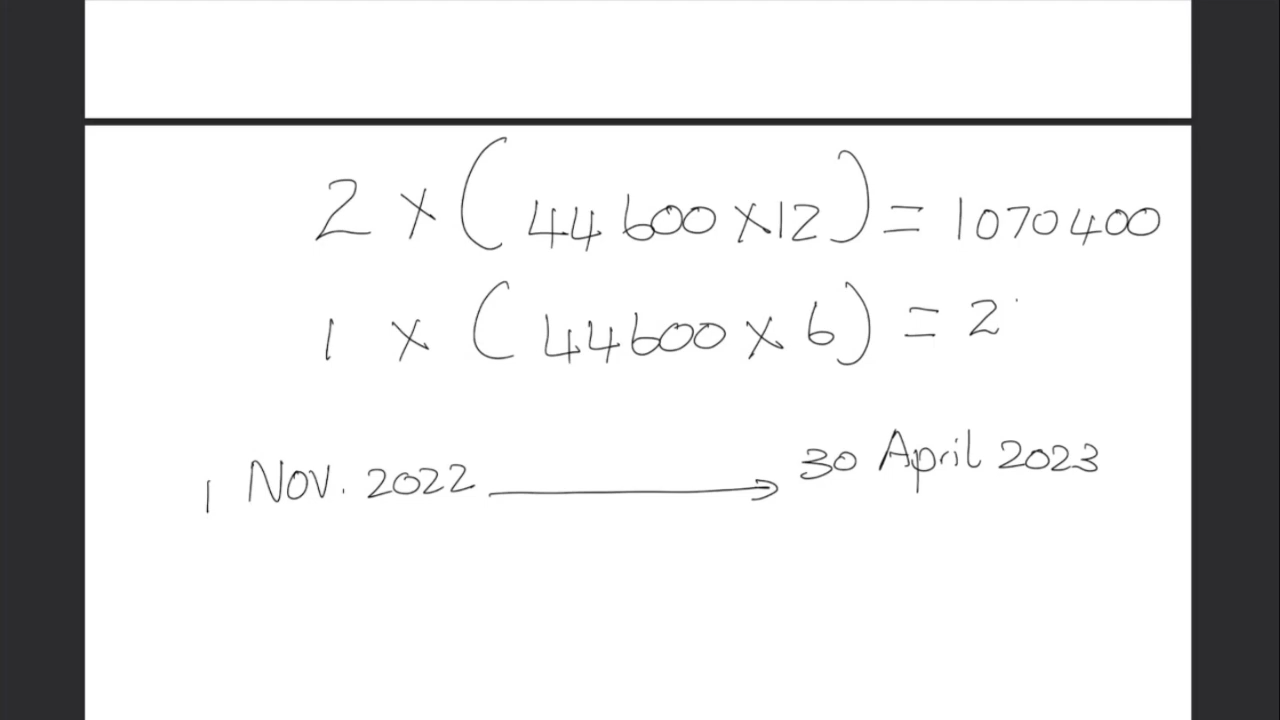 2 × (44600 × 12) = 1070400
1 × (44600 × 6) = 2
1 Nov. 2022 → 30 April 2023